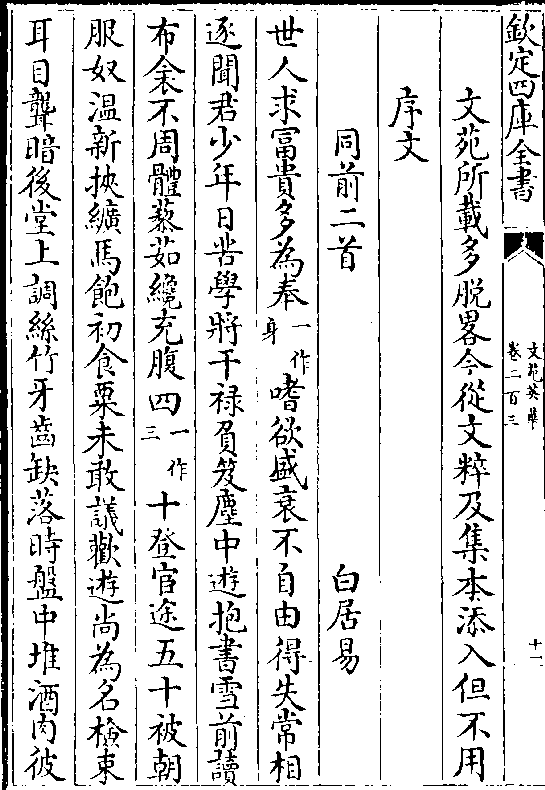 欽定四庫全書
文苑英華
卷二百三
十一
文苑所載多脱畧今從文粹及集本添入但不用
序文
同前二首 白居易
世人求冨貴多為奉一作身嗜欲盛衰不自由得失常相
逐聞君少年日苦學將干禄負笈塵中遊抱書雪前讀
布衾不周體藜茹纔充腹四一作三十登官途五十被朝
服奴温新挾纊馬飽初食粟未敢議歡遊尚為名檢束
耳目聾暗後堂上調絲竹牙齒缺落時盤中堆酒肉彼